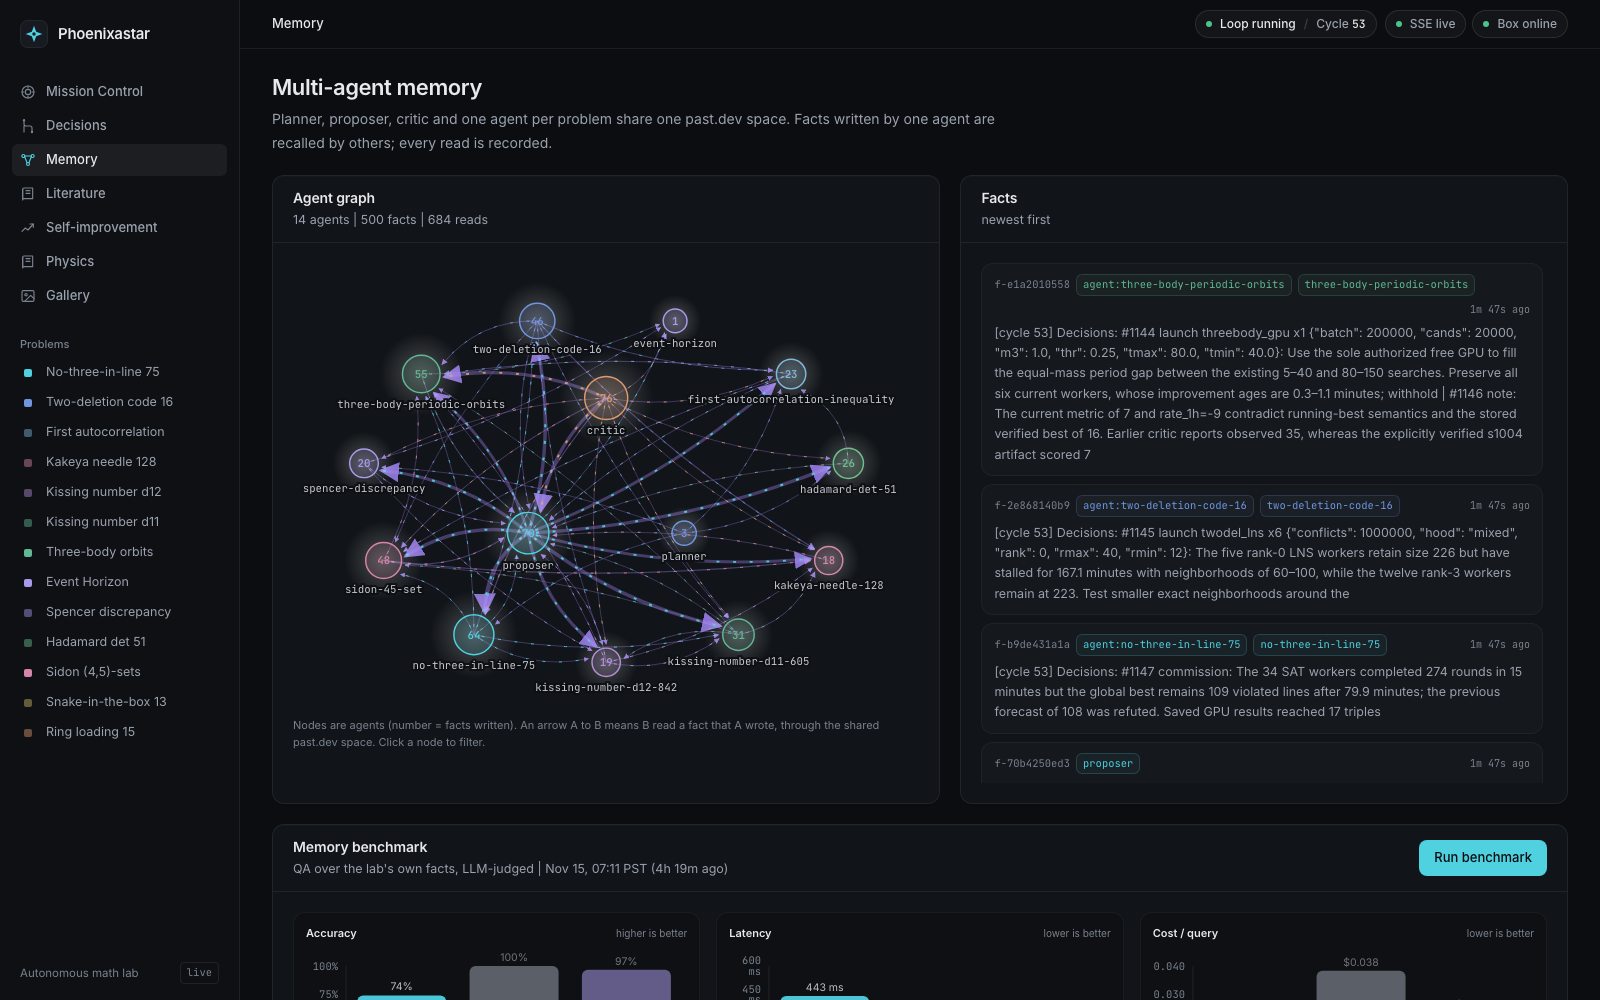 Phoenixastar
Mission Control
Decisions
Memory
Literature
Self-improvement
Physics
Gallery
Problems
No-three-in-line 75
Two-deletion code 16
First autocorrelation
Kakeya needle 128
Kissing number d12
Kissing number d11
Three-body orbits
Event Horizon
Spencer discrepancy
Hadamard det 51
Sidon (4,5)-sets
Snake-in-the-box 13
Ring loading 15
Autonomous math lab live
Memory
Loop running / Cycle 53 SSE live Box online
Multi-agent memory
Planner, proposer, critic and one agent per problem share one past.dev space. Facts written by one agent are
recalled by others; every read is recorded.
Agent graph
14 agents | 500 facts | 684 reads
46
two-deletion-code-16
1
event-horizon
55
three-body-periodic-orbits
critic
23
first-autocorrelation-inequality
20
spencer-discrepancy
26
hadamard-det-51
proposer
3
planner
48
sidon-45-set
18
kakeya-needle-128
64
no-three-in-line-75
19
kissing-number-d12-842
31
kissing-number-d11-605
Nodes are agents (number = facts written). An arrow A to B means B read a fact that A wrote, through the shared
past.dev space. Click a node to filter.
Facts
newest first
f-e1a2010558 agent:three-body-periodic-orbits three-body-periodic-orbits
1m 47s ago
[cycle 53] Decisions: #1144 launch threebody_gpu x1 {"batch": 200000, "cands": 20000,
"m3": 1.0, "thr": 0.25, "tmax": 80.0, "tmin": 40.0}: Use the sole authorized free GPU to fill
the equal-mass period gap between the existing 5–40 and 80–150 searches. Preserve all
six current workers, whose improvement ages are 0.3–1.1 minutes; withhold | #1146 note:
The current metric of 7 and rate_1h=-9 contradict running-best semantics and the stored
verified best of 16. Earlier critic reports observed 35, whereas the explicitly verified s1004
artifact scored 7
f-2e868140b9 agent:two-deletion-code-16 two-deletion-code-16 1m 47s ago
[cycle 53] Decisions: #1145 launch twodel_lns x6 {"conflicts": 1000000, "hood": "mixed",
"rank": 0, "rmax": 40, "rmin": 12}: The five rank-0 LNS workers retain size 226 but have
stalled for 167.1 minutes with neighborhoods of 60–100, while the twelve rank-3 workers
remain at 223. Test smaller exact neighborhoods around the
f-b9de431a1a agent:no-three-in-line-75 no-three-in-line-75 1m 47s ago
[cycle 53] Decisions: #1147 commission: The 34 SAT workers completed 274 rounds in 15
minutes but the global best remains 109 violated lines after 79.9 minutes; the previous
forecast of 108 was refuted. Saved GPU results reached 17 triples
f-70b4250ed3 proposer 1m 47s ago
Memory benchmark
QA over the lab's own facts, LLM-judged | Nov 15, 07:11 PST (4h 19m ago)
Run benchmark
Accuracy higher is better
100%
75%
74%
100%
97%
Latency lower is better
600
ms
450
ms
443 ms
Cost / query lower is better
0.040
0.030
$0.038